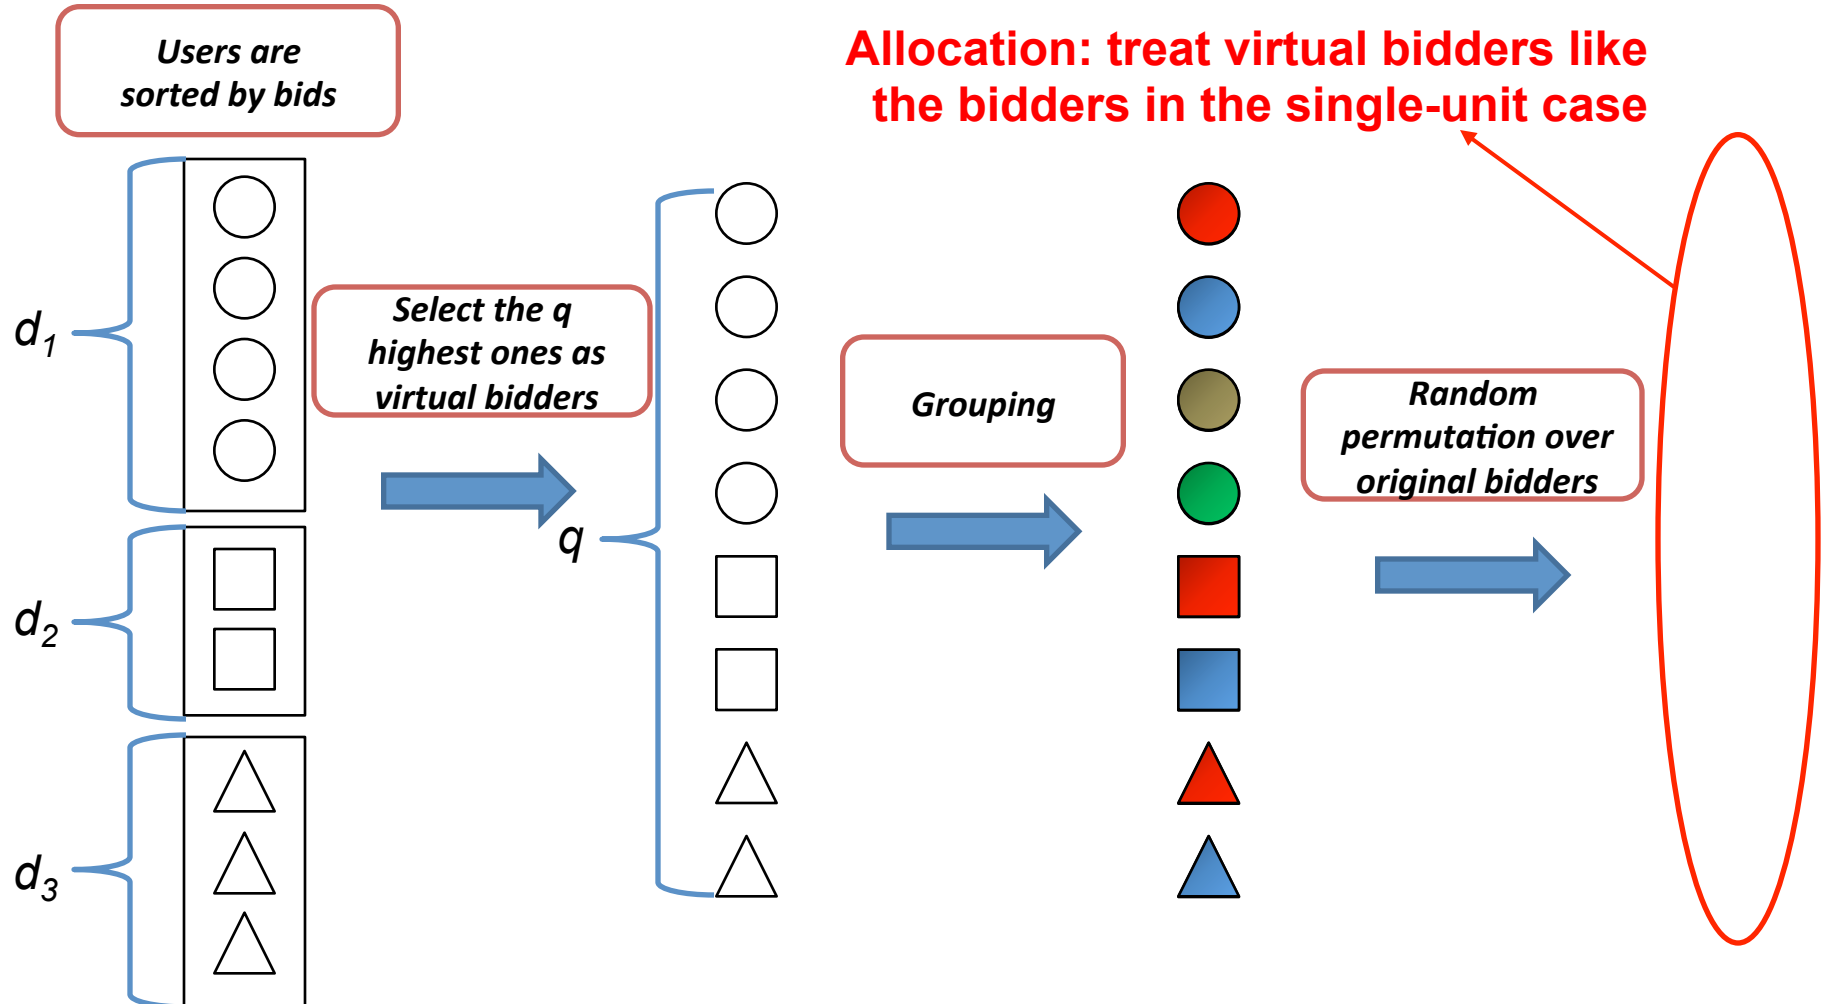 Users are
sorted by bids
Allocation: treat virtual bidders like
the bidders in the single-unit case
d1
Select the q
highest ones as
virtual bidders
Grouping
Random
permutation over
original bidders
q
d2
d3